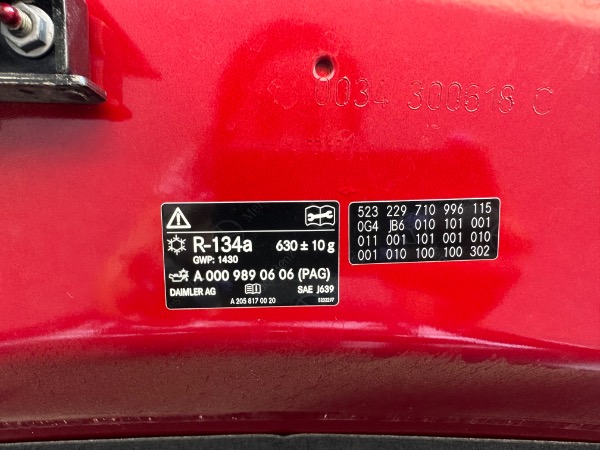 0034 300618 C
R-134a 630 ± 10 g
GWP: 1430
A 000 989 06 06 (PAG)
DAIMLER AG SAE J639
A 205 817 00 20
523 229 710 996 115
0G4 JB6 010 101 001
011 001 101 001 010
001 010 100 100 302